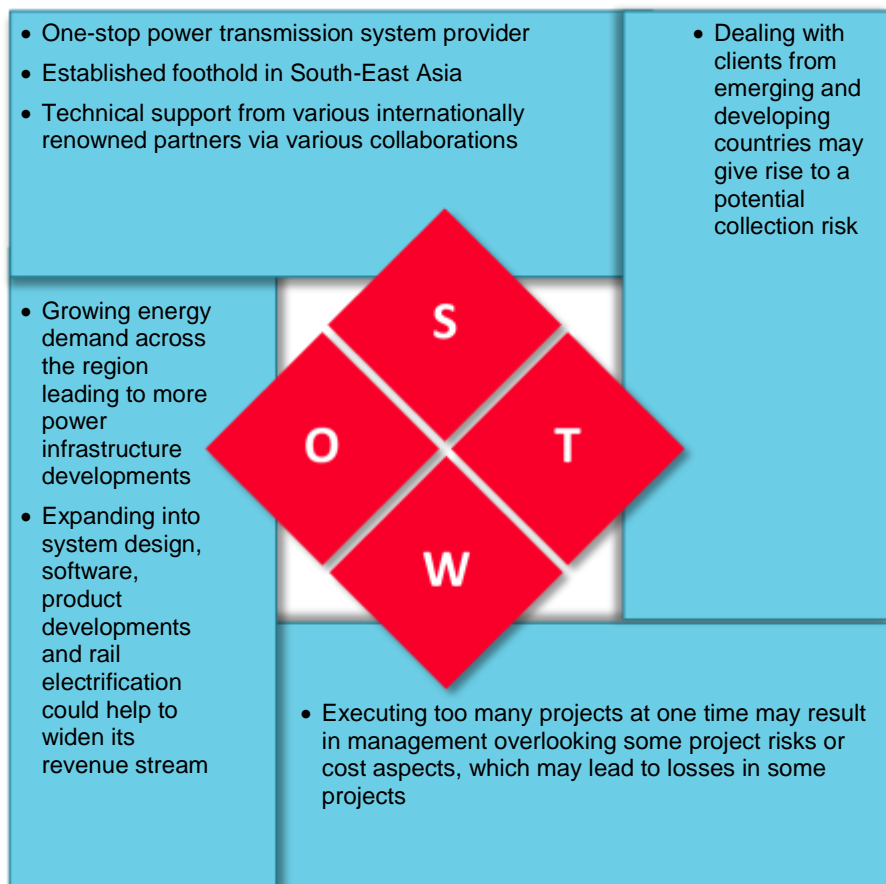 • One-stop power transmission system provider
• Established foothold in South-East Asia
• Technical support from various internationally
renowned partners via various collaborations
• Dealing with
clients from
emerging and
developing
countries may
give rise to a
potential
collection risk
• Growing energy
demand across
the region
leading to more
power
infrastructure
developments
• Expanding into
system design,
software,
product
developments
and rail
electrification
could help to
widen its
revenue stream
S
O
T
W
• Executing too many projects at one time may result
in management overlooking some project risks or
cost aspects, which may lead to losses in some
projects